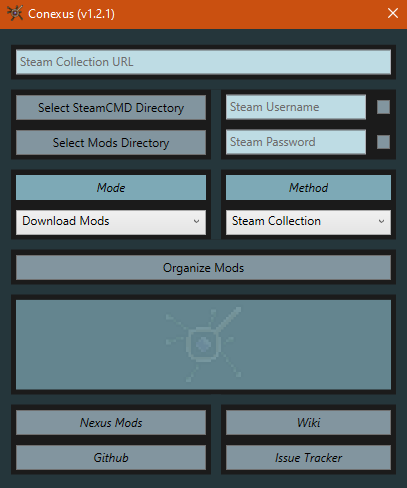 Conexus (v1.2.1)
Steam Collection URL
Select SteamCMD Directory
Select Mods Directory
Steam Username
Steam Password
Mode
Download Mods
Method
Steam Collection
Organize Mods
Nexus Mods
Wiki
Github
Issue Tracker